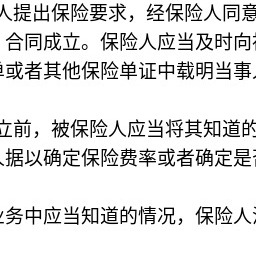 人提出保险要求，经保险人同意
合同成立。保险人应当及时向
单或者其他保险单证中载明当事
立前，被保险人应当将其知道的
人据以确定保险费率或者确定是
业务中应当知道的情况，保险人